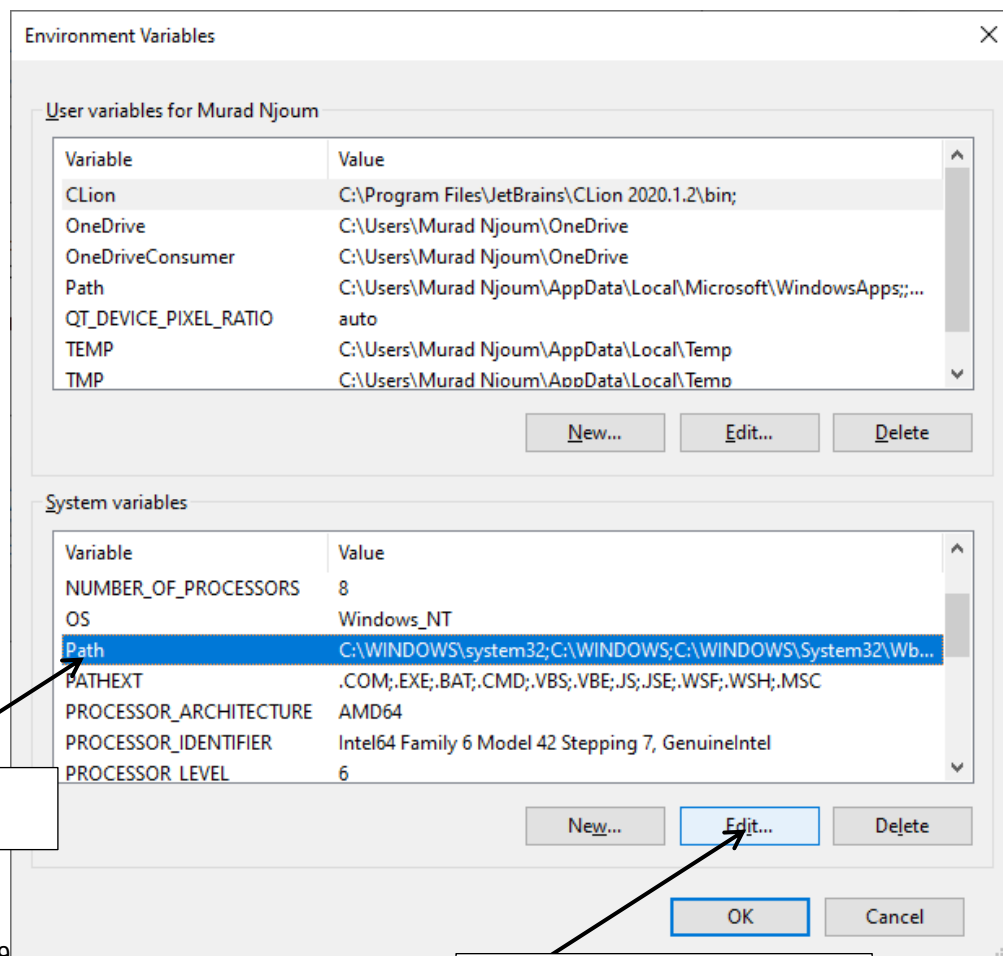 Environment Variables
User variables for Murad Njoum
Variable Value
CLion C:\Program Files\JetBrains\CLion 2020.1.2\bin;
OneDrive C:\Users\Murad Njoum\OneDrive
OneDriveConsumer C:\Users\Murad Njoum\OneDrive
Path C:\Users\Murad Njoum\AppData\Local\Microsoft\WindowsApps;;...
QT_DEVICE_PIXEL_RATIO auto
TEMP C:\Users\Murad Njoum\AppData\Local\Temp
TMP C:\Users\Murad Njoum\AppData\Local\Temp
New... Edit... Delete
System variables
Variable Value
NUMBER_OF_PROCESSORS 8
OS Windows_NT
Path C:\WINDOWS\system32;C:\WINDOWS;C:\WINDOWS\System32\Wb...
PATHEXT .COM;.EXE;.BAT;.CMD;.VBS;.VBE;.JS;.JSE;.WSF;.WSH;.MSC
PROCESSOR_ARCHITECTURE AMD64
PROCESSOR_IDENTIFIER Intel64 Family 6 Model 42 Stepping 7, GenuineIntel
PROCESSOR_LEVEL 6
New... Edit... Delete
OK Cancel
9